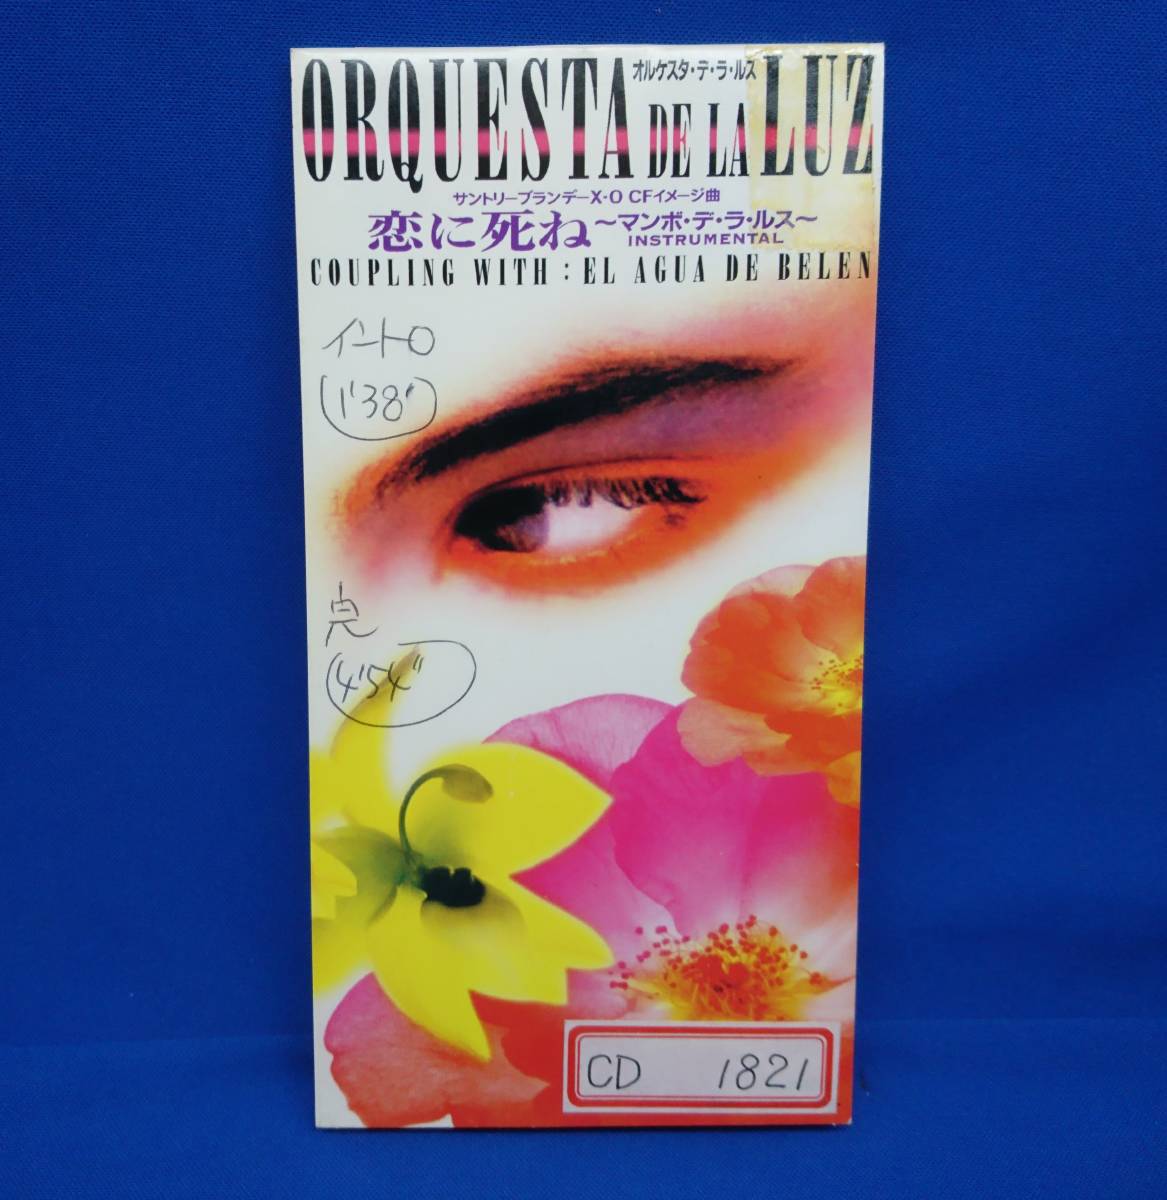 オルケスタ・デ・ラ・ルス
ORQUESTA DE LA LUZ
サントリーブランデーX・O CFイメージ曲
恋に死ね～マンボ・デ・ラ・ルス～
INSTRUMENTAL
COUPLING WITH : EL AGUA DE BELEN
イントロ
(1'38")
完
(4'54")
CD 1821